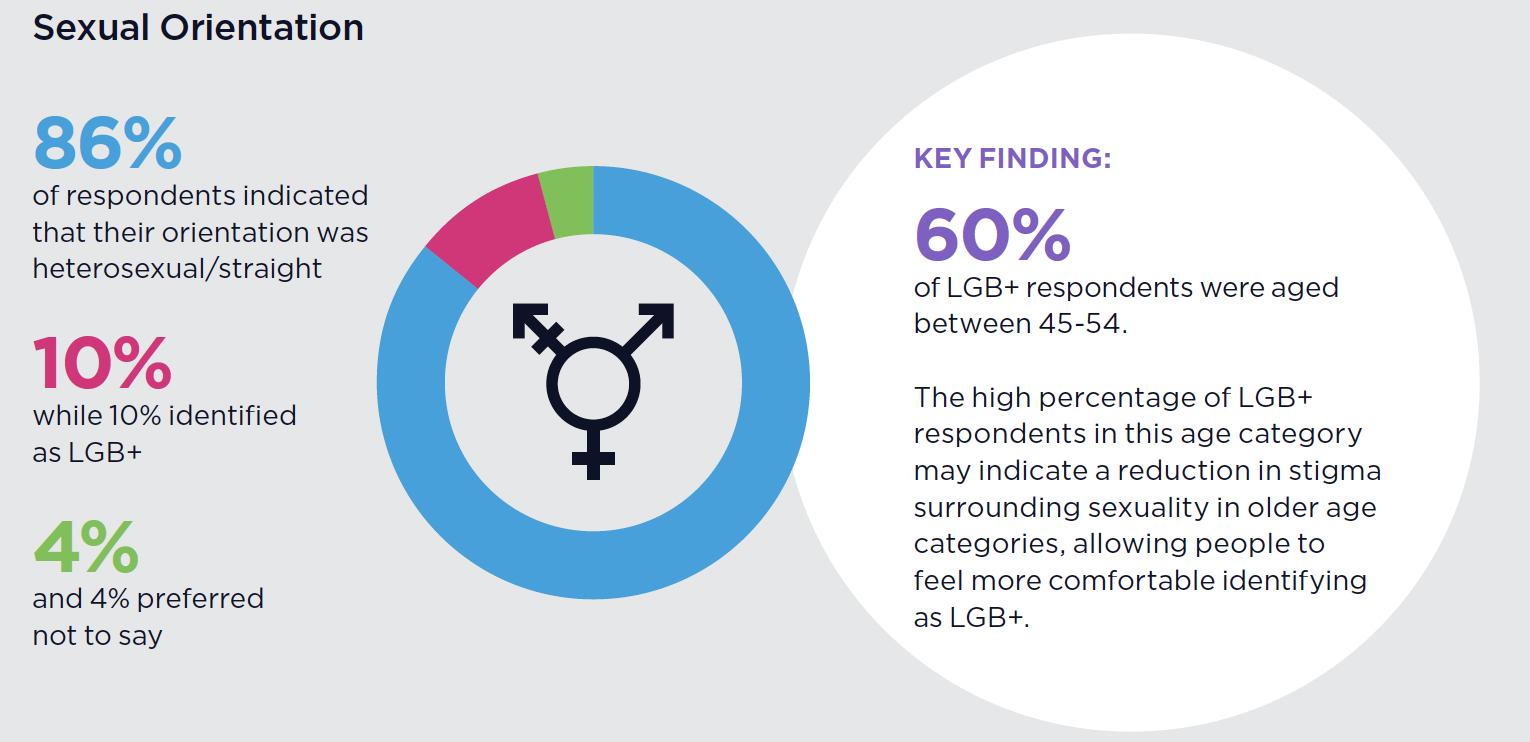 Sexual Orientation
86%
of respondents indicated
that their orientation was
heterosexual/straight
10%
while 10% identified
as LGB+
4%
and 4% preferred
not to say
KEY FINDING:
60%
of LGB+ respondents were aged
between 45-54.
The high percentage of LGB+
respondents in this age category
may indicate a reduction in stigma
surrounding sexuality in older age
categories, allowing people to
feel more comfortable identifying
as LGB+.